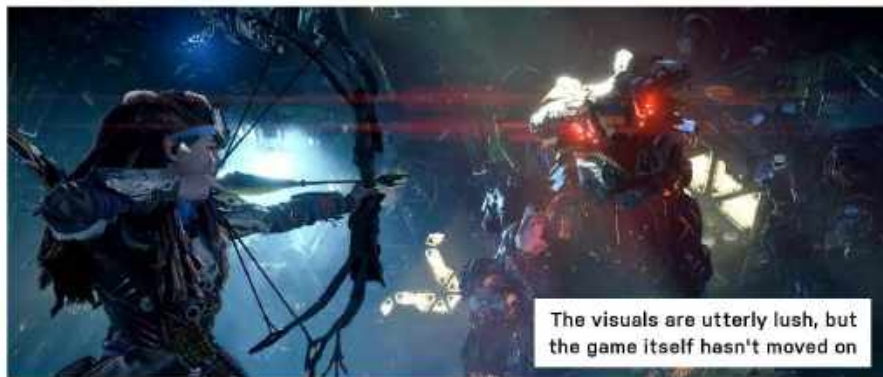 The visuals are utterly lush, but
the game itself hasn't moved on